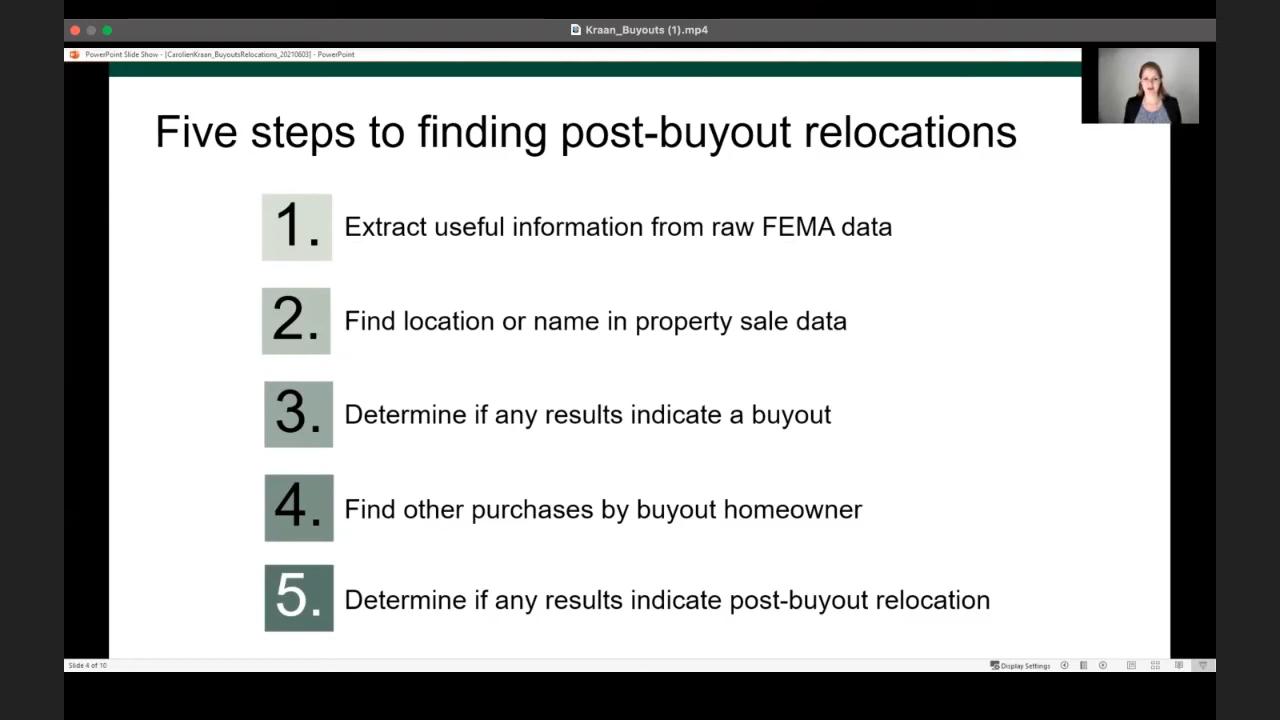 Kraan_Buyouts (1).mp4
PowerPoint Slide Show - [CarolienKraan_BuyoutsRelocations_20210603] - PowerPoint
Five steps to finding post-buyout relocations
1. Extract useful information from raw FEMA data
2. Find location or name in property sale data
3. Determine if any results indicate a buyout
4. Find other purchases by buyout homeowner
5. Determine if any results indicate post-buyout relocation
Slide 4 of 10
Display Settings